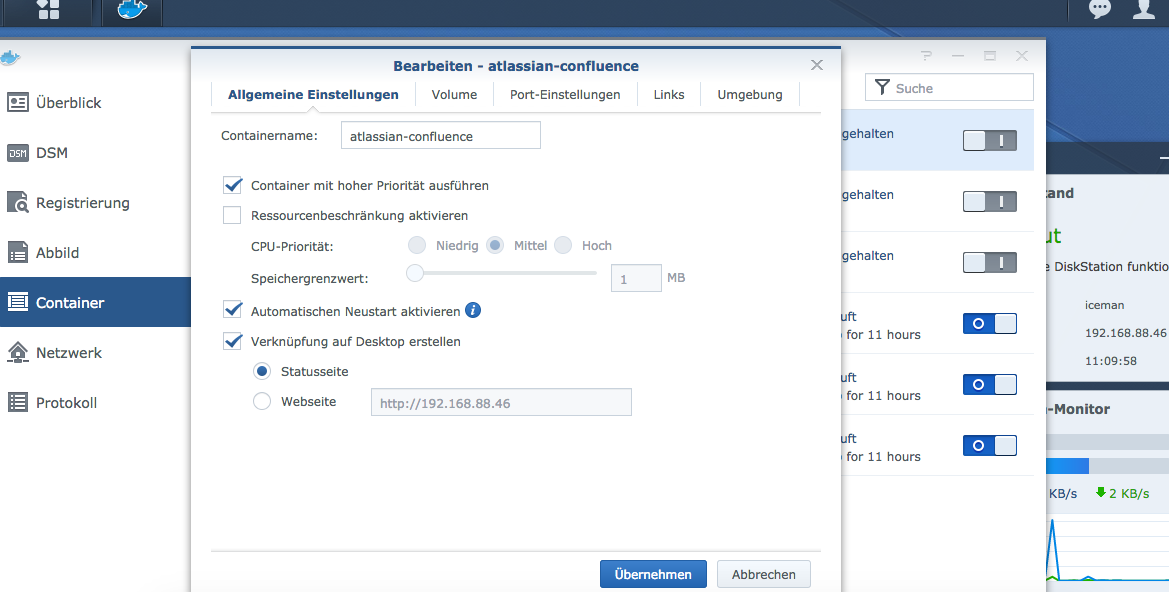 Überblick
DSM
DSM
Registrierung
Abbild
Container
Netzwerk
Protokoll
Bearbeiten - atlassian-confluence
Allgemeine Einstellungen
Volume
Port-Einstellungen
Links
Umgebung
Containername:
atlassian-confluence
Container mit hoher Priorität ausführen
Ressourcenbeschränkung aktivieren
CPU-Priorität:
Niedrig
Mittel
Hoch
Speichergrenzwert:
1
MB
Automatischen Neustart aktivieren
Verknüpfung auf Desktop erstellen
Statusseite
Webseite
http://192.168.88.46
Übernehmen
Abbrechen
Suche
gehalten
gehalten
gehalten
uft
for 11 hours
uft
for 11 hours
uft
for 11 hours
and
ut
e DiskStation funktio
iceman
192.168.88.46
11:09:58
-Monitor
KB/s
2 KB/s